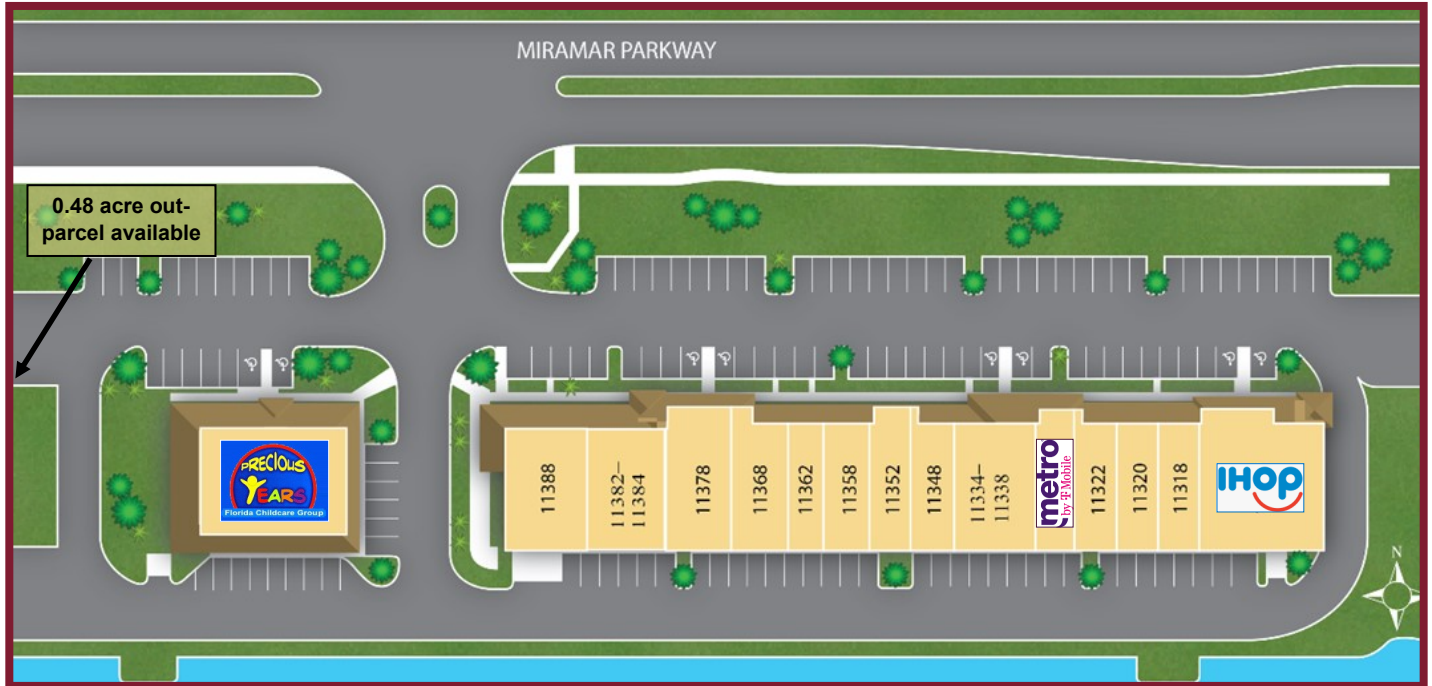 MIRAMAR PARKWAY
0.48 acre out-
parcel available
PRECIOUS
YEARS
Florida Childcare Group
11388
11382–
11384
11378
11368
11362
11358
11352
11348
11334–
11338
metro
by T Mobile
11322
11320
11318
IHOP
N